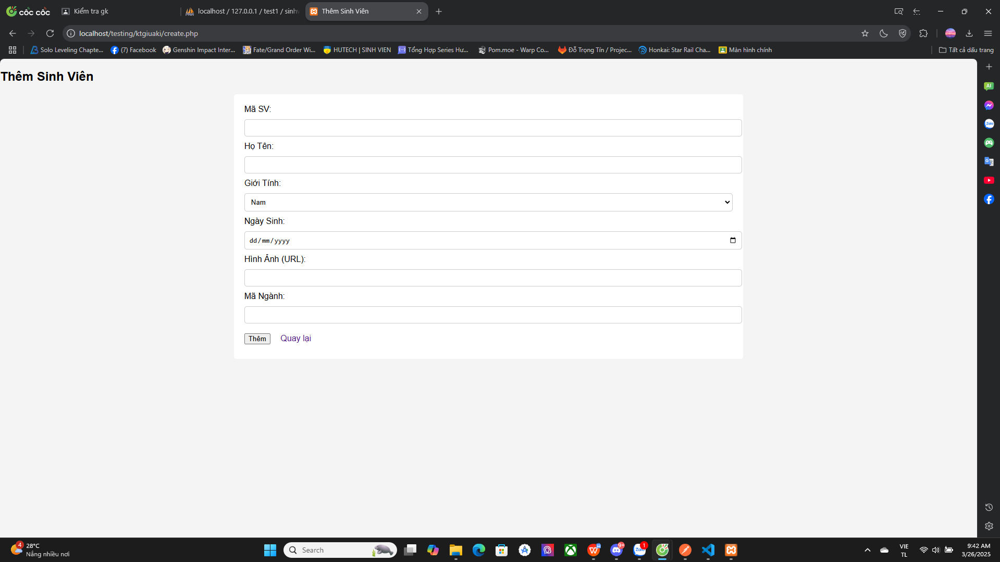 cốc cốc
Kiểm tra gk
localhost / 127.0.0.1 / test1 / sinhv
Thêm Sinh Viên
localhost/testing/ktgiuaki/create.php
Solo Leveling Chapte...
(7) Facebook
Genshin Impact Inter...
Fate/Grand Order Wi...
HUTECH | SINH VIEN
Tổng Hợp Series Hư...
Pom.moe - Warp Co...
Đỗ Trọng Tín / Projec...
Honkai: Star Rail Cha...
Màn hình chính
Tất cả dấu trang
Thêm Sinh Viên
Mã SV:
Họ Tên:
Giới Tính:
Nam
Ngày Sinh:
dd/mm/yyyy
Hình Ảnh (URL):
Mã Ngành:
Thêm
Quay lại
AI
Zalo
4
28°C
Nắng nhiều nơi
Search
9+
1
VIE
TL
9:42 AM
3/26/2025